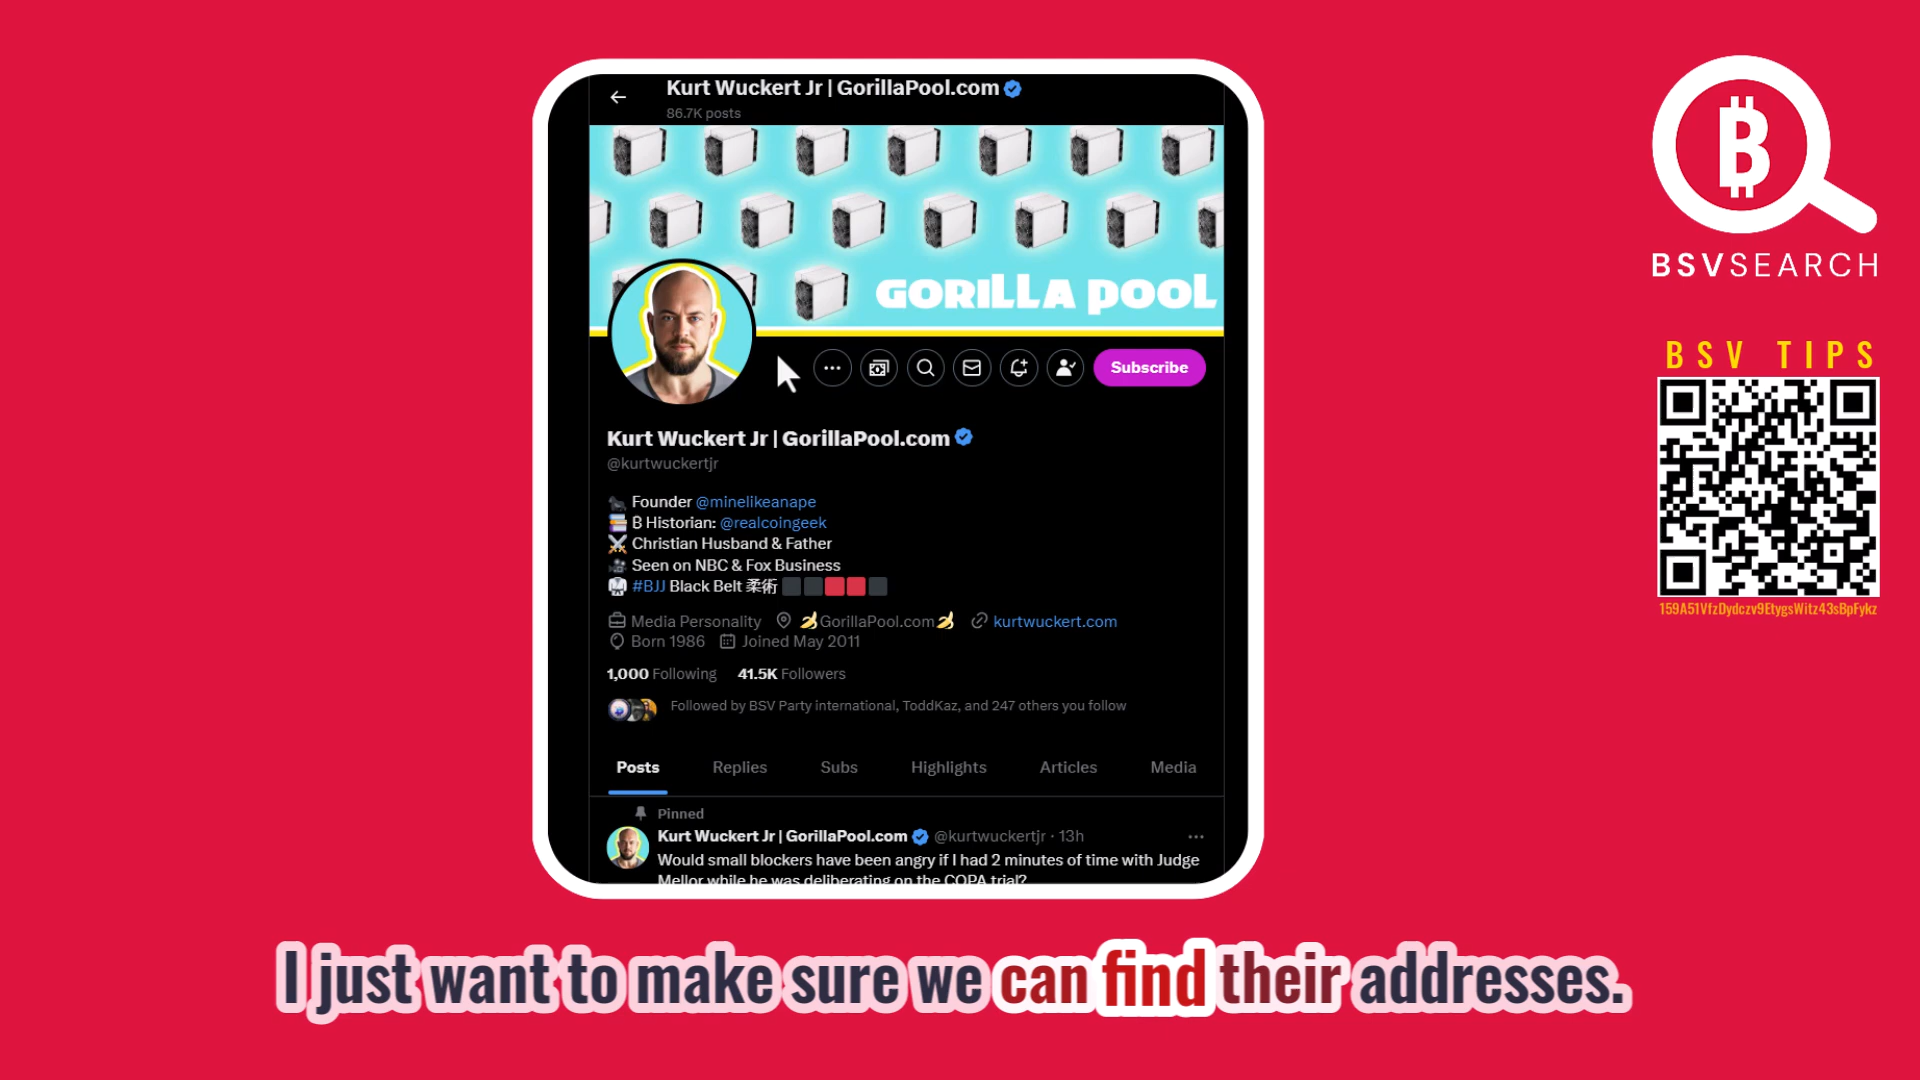 Kurt Wuckert Jr | GorillaPool.com
86.7K posts
GORILLA POOL
Subscribe
Kurt Wuckert Jr | GorillaPool.com
@kurtwuckertjr
Founder @minelikeanape
₿ Historian: @realcoingeek
Christian Husband & Father
Seen on NBC & Fox Business
#BJJ Black Belt 柔術
Media Personality GorillaPool.com kurtwuckert.com
Born 1986 Joined May 2011
1,000 Following 41.5K Followers
Followed by BSV Party international, ToddKaz, and 247 others you follow
Posts Replies Subs Highlights Articles Media
Pinned
Kurt Wuckert Jr | GorillaPool.com @kurtwuckertjr · 13h
Would small blockers have been angry if I had 2 minutes of time with Judge
Mellor while he was deliberating on the COPA trial?
BSVSEARCH
BSV TIPS
159A51VfzDydczv9EtygsWitz43sBpFykz
I just want to make sure we can find their addresses.